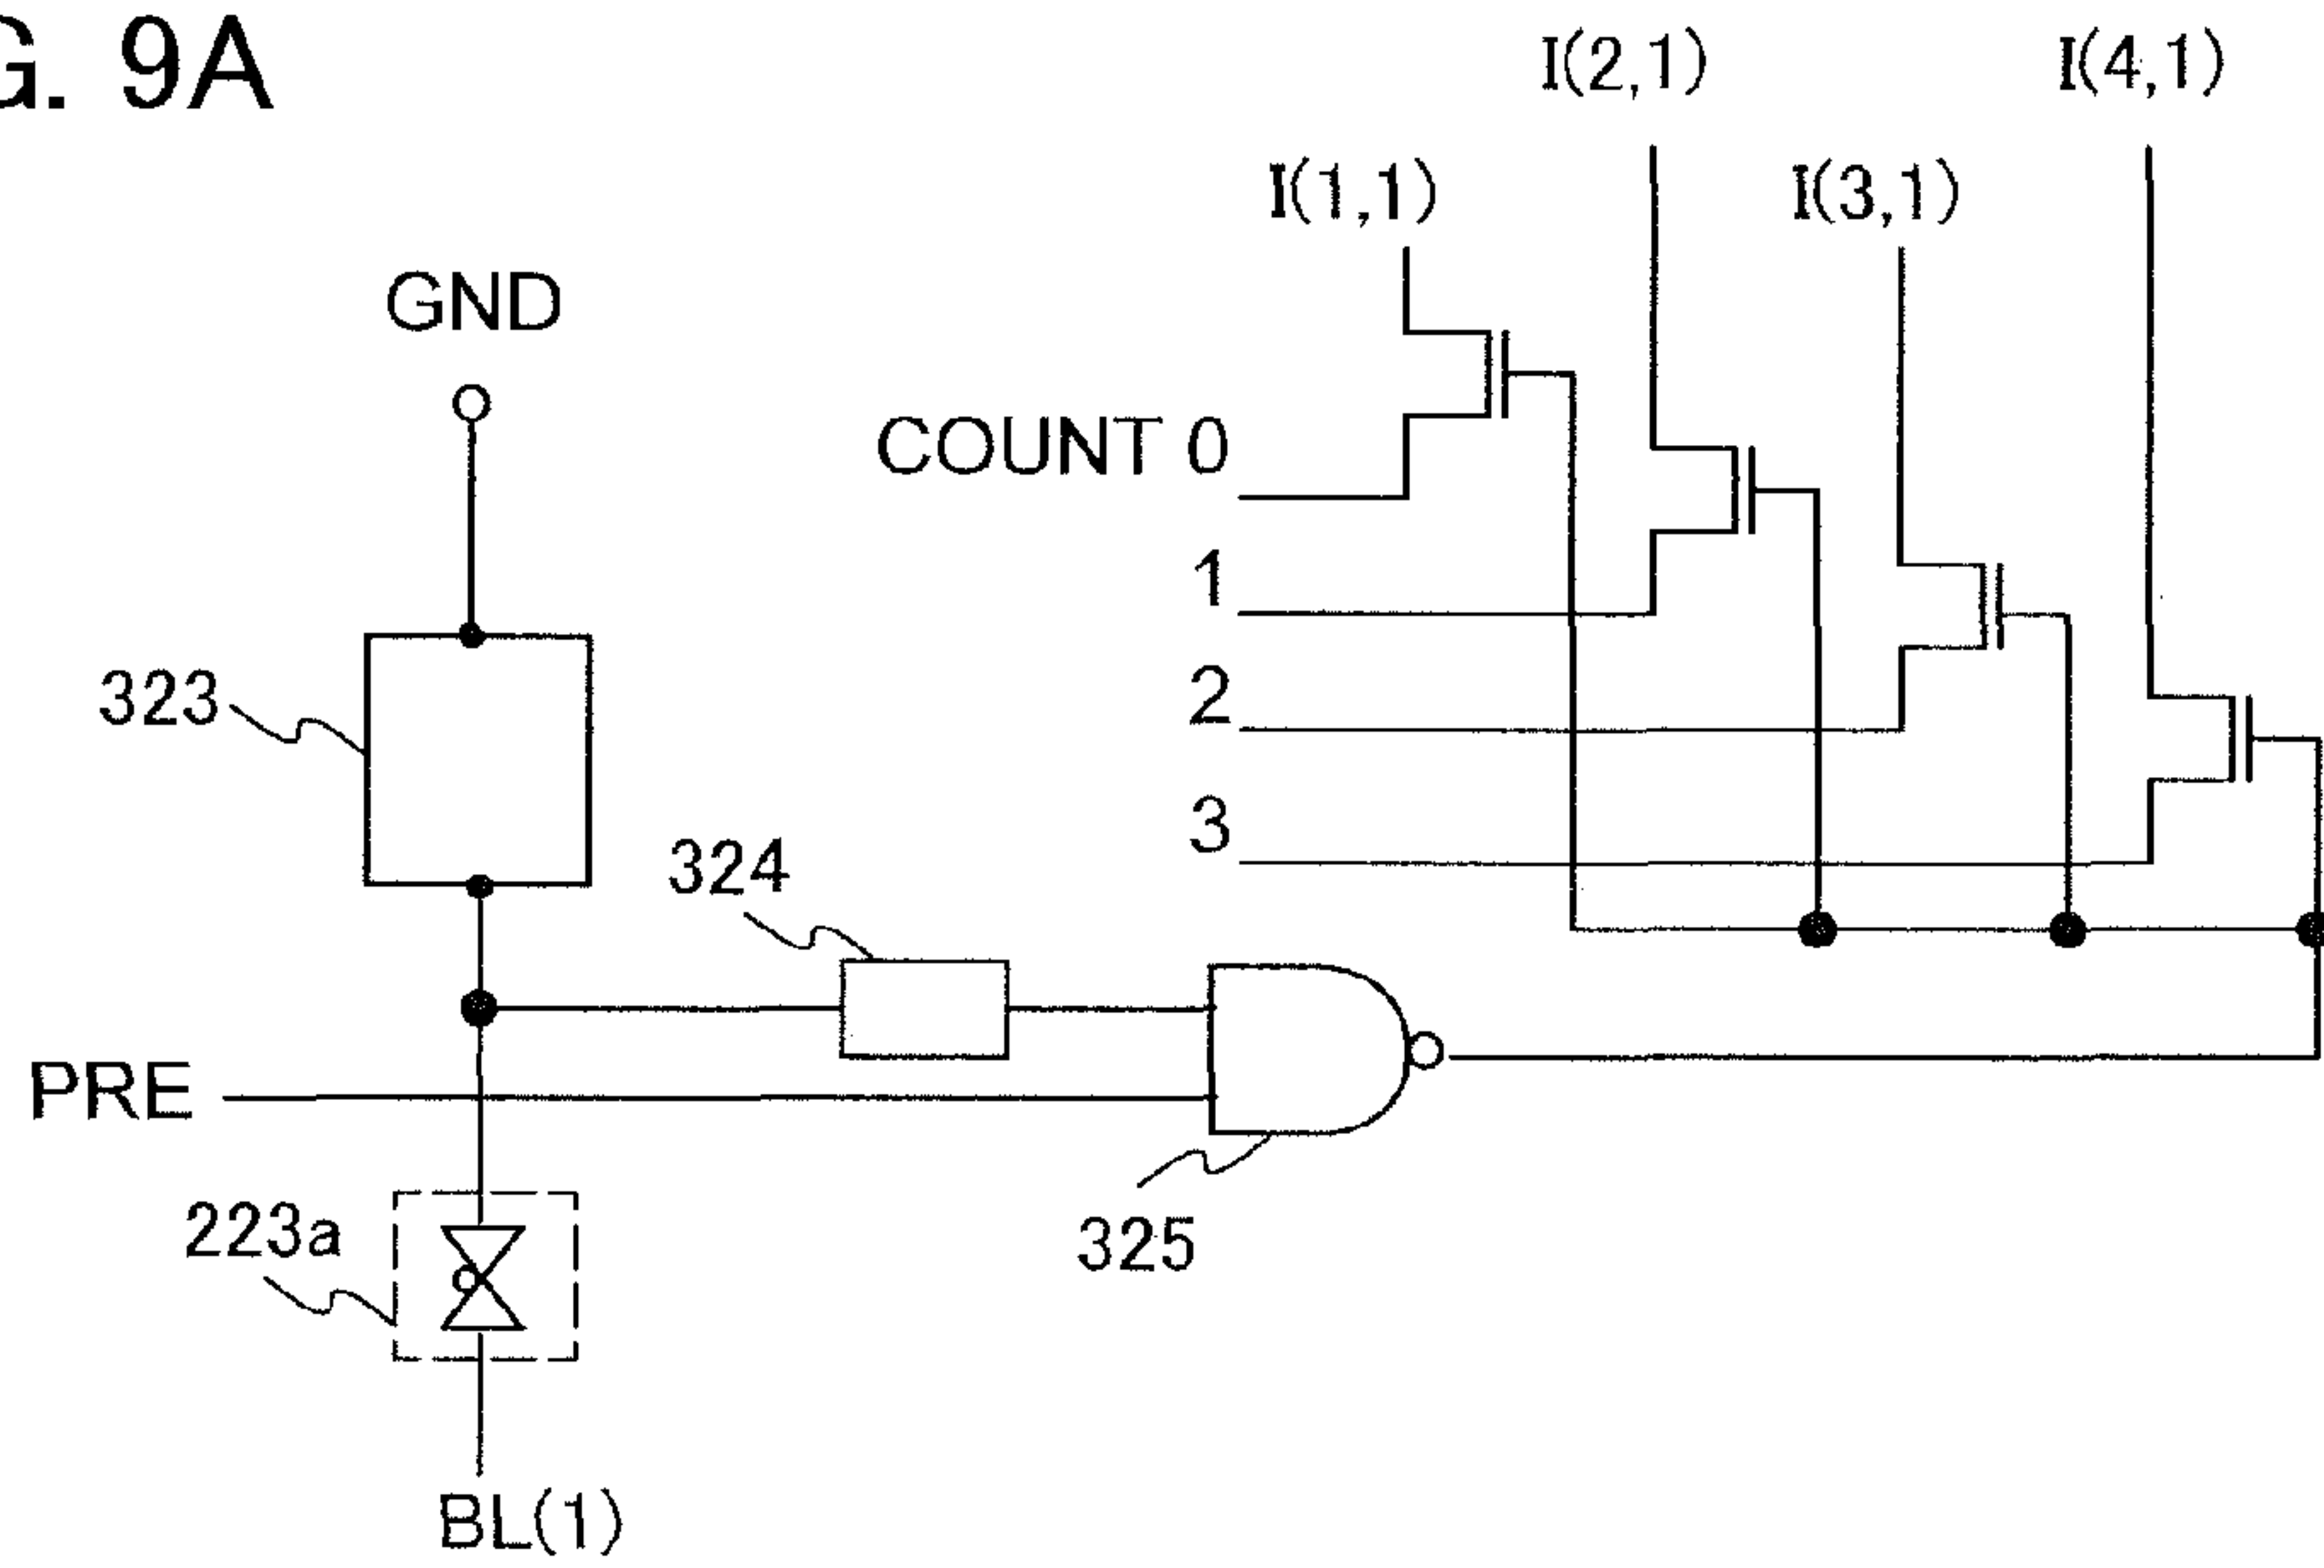 G. 9A
I(2,1)
I(4,1)
I(1,1)
I(3,1)
GND
COUNT 0
1
323
2
3
324
PRE
223a
325
BL(1)